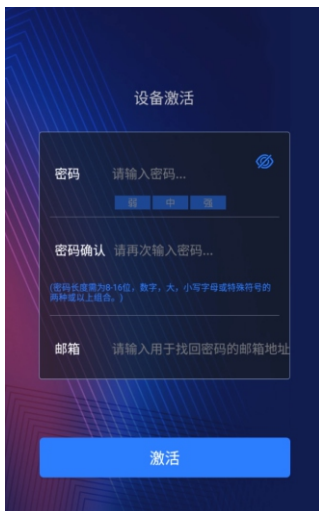 设备激活
密码 请输入密码...
弱 中 强
密码确认 请再次输入密码...
(密码长度需为8-16位，数字，大，小写字母或特殊符号的
两种或以上组合。)
邮箱 请输入用于找回密码的邮箱地址
激活